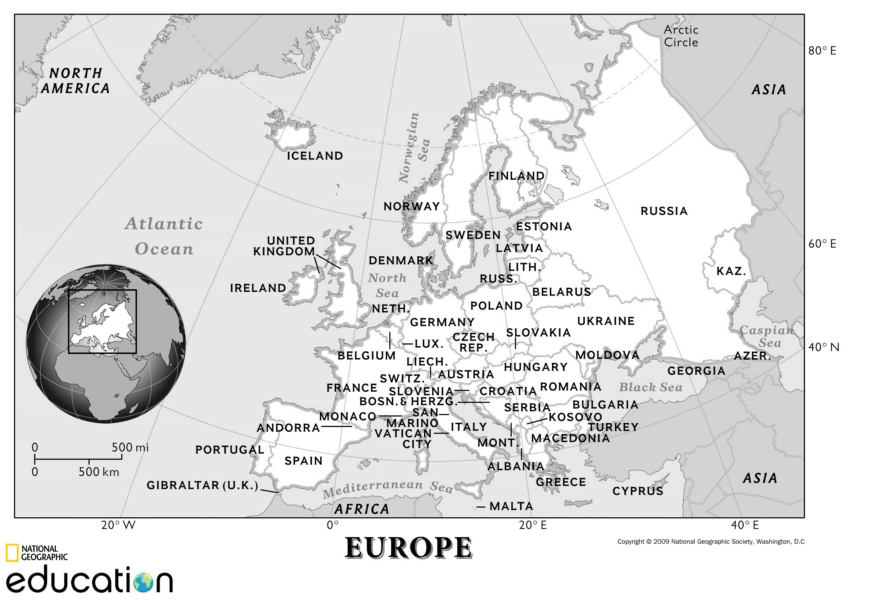 Arctic
Circle
80° E
NORTH
AMERICA
ASIA
Norwegian
Sea
ICELAND
FINLAND
NORWAY
RUSSIA
Atlantic
Ocean
SWEDEN
ESTONIA
UNITED
KINGDOM
LATVIA
60° E
DENMARK
LITH.
KAZ.
North
Sea
RUSS.
IRELAND
BELARUS
NETH.
POLAND
GERMANY
UKRAINE
Caspian
Sea
LUX.
CZECH
REP.
SLOVAKIA
BELGIUM
MOLDOVA
AZER.
40° N
LIECH.
HUNGARY
GEORGIA
SWITZ.
AUSTRIA
FRANCE
SLOVENIA
CROATIA
ROMANIA
Black Sea
BOSN. & HERZG.
SERBIA
BULGARIA
MONACO
SAN
MARINO
KOSOVO
ANDORRA
ITALY
TURKEY
VATICAN
CITY
MONT.
MACEDONIA
0 500 mi
0 500 km
PORTUGAL
SPAIN
ALBANIA
ASIA
GIBRALTAR (U.K.)
Mediterranean Sea
GREECE
CYPRUS
AFRICA
MALTA
20° W
0°
20° E
40° E
EUROPE
Copyright © 2009 National Geographic Society, Washington, D.C
NATIONAL
GEOGRAPHIC
education